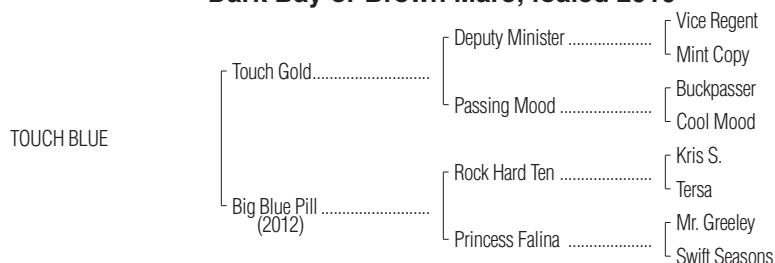 Dark Bay or Brown Mare; foaled
Vice Regent
Deputy Minister ....................
Mint Copy
Touch Gold............................
Buckpasser
Passing Mood ......................
Cool Mood
TOUCH BLUE
Kris S.
Rock Hard Ten ......................
Tersa
Big Blue Pill ..........................
(2012)
Mr. Greeley
Princess Falina ....................
Swift Seasons